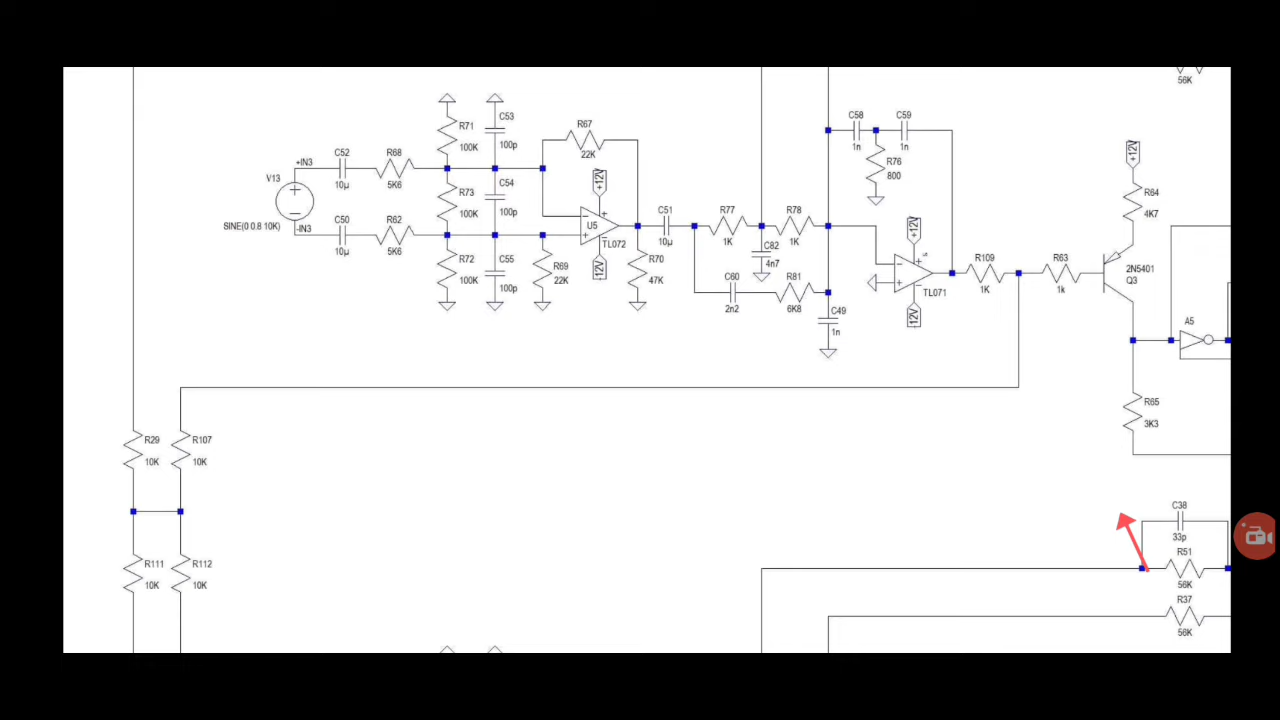 56K
C58
C59
C53
R67
R71
1n
1n
100K
100p
22K
R76
800
C52
R68
+12V
+IN3
+12V
V13
10µ
5K6
R73
C54
R64
4K7
100K
100p
C51
R77
R78
C50
R62
U5
SINE(0 0.8 10K)
-IN3
TL072
+12V
10µ
5K6
10µ
1K
1K
C82
R72
C55
R69
-12V
R70
4n7
R109
R63
2N5401
100K
100p
22K
47K
C60
R81
Q3
TL071
1K
1k
2n2
6K8
C49
-12V
1n
A5
R65
3K3
R29
R107
10K
10K
C38
33p
R51
R111
R112
10K
10K
56K
R37
56K